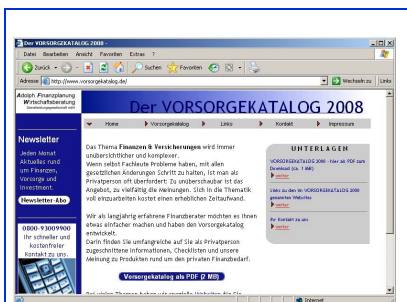 Der VORSORGEKATALOG 2008 -
Datei Bearbeiten Ansicht Favoriten Extras ?
Zurück Suchen Favoriten
Adresse http://www.vorsorgekatalog.de/ Wechseln zu Links
Adolph Finanzplanung
Wirtschaftsberatung
Der VORSORGEKATALOG 2008
Home Vorsorgekatalog Links Kontakt Impressum
Newsletter
Jeden Monat
Aktuelles rund
um Finanzen,
Vorsorge und
Investment.
Newsletter-Abo
0800-93009900
Ihr schneller und
kostenfreier
Kontakt zu uns.
Das Thema Finanzen & Versicherungen wird immer
unübersichtlicher und komplexer.
Wenn selbst Fachleute Probleme haben, mit allen
gesetzlichen Änderungen Schritt zu halten, ist man als
Privatperson oft überfordert: Zu unüberschaubar ist das
Angebot, zu vielfältig die Meinungen. Sich in die Thematik
voll einzuarbeiten kostet einen erheblichen Zeitaufwand.
Wir als langjährig erfahrene Finanzberater möchten es Ihnen
etwas einfacher machen und haben den Vorsorgekatalog
entwickelt.
Darin finden Sie umfangreiche auf Sie als Privatperson
zugeschnittene Informationen, Checklisten und unsere
Meinung zu Produkten rund um den privaten Finanzbedarf.
Vorsorgekatalog als PDF (2 MB)
UNTERLAGEN
VORSORGEKATALOG 2008 - hier als PDF zum
Download (ca. 1 MB)
weiter
Links zu den im VORSORGEKATALOG 2008
genannten Websites
weiter
Ihr Kontakt zu uns
weiter
Internet